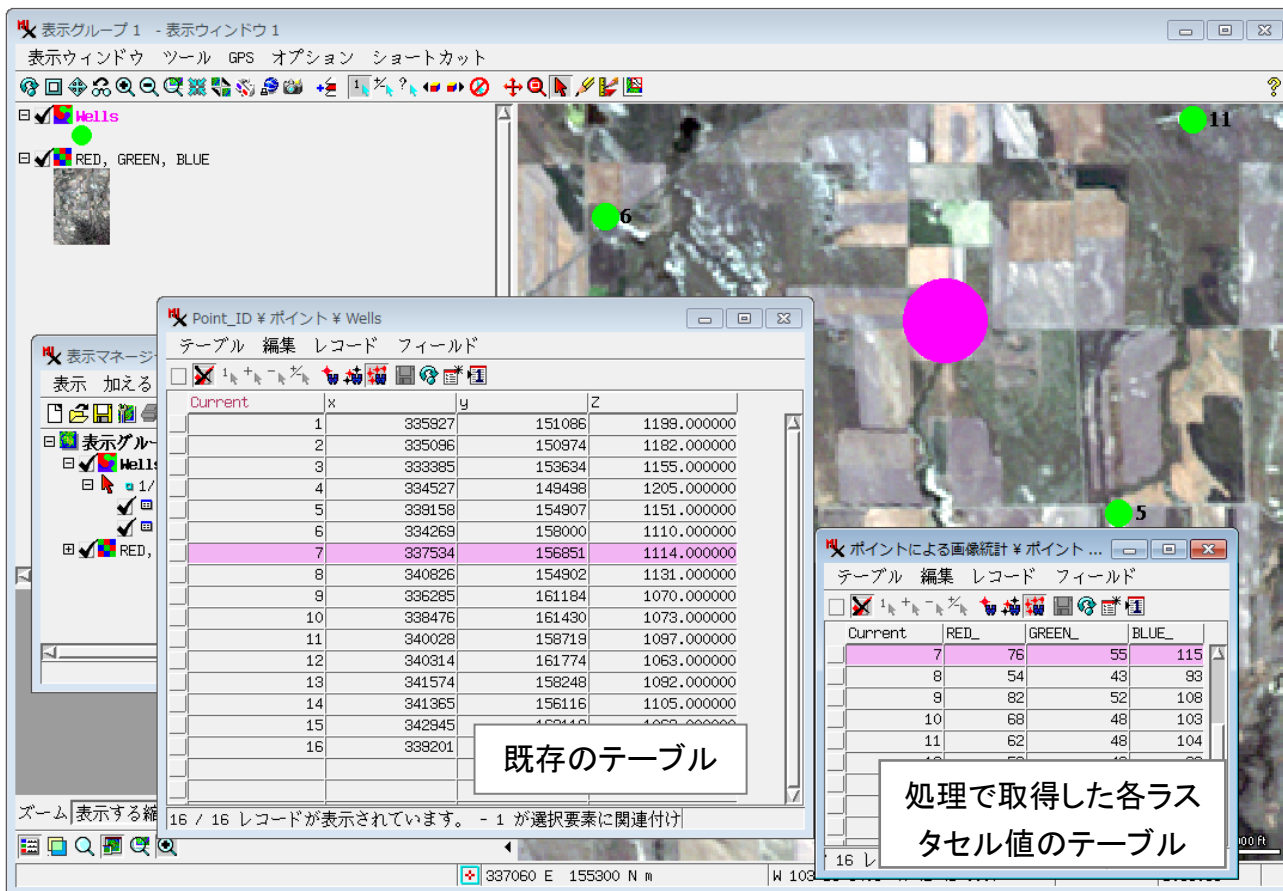 表示グループ 1 - 表示ウィンドウ 1
表示ウィンドウ ツール GPS オプション ショートカット
Wells
RED, GREEN, BLUE
11
6
5
表示マネージ
表示 加える
表示グルー
Wells
1/
RED,
ズーム 表示する縮
Point_ID ¥ ポイント ¥ Wells
テーブル 編集 レコード フィールド
Current x y Z
1 335927 151086 1199.000000
2 335096 150974 1182.000000
3 333385 153634 1155.000000
4 334527 149498 1205.000000
5 339158 154907 1151.000000
6 334269 158000 1110.000000
7 337534 156851 1114.000000
8 340826 154902 1131.000000
9 336285 161184 1070.000000
10 338476 161430 1073.000000
11 340028 158719 1097.000000
12 340314 161774 1063.000000
13 341574 158248 1092.000000
14 341365 156116 1105.000000
15 342945
16 339201
16 / 16 レコードが表示されています。 - 1 が選択要素に関連付け
既存のテーブル
ポイントによる画像統計 ¥ ポイント ...
テーブル 編集 レコード フィールド
Current RED_ GREEN_ BLUE_
7 76 55 115
8 54 43 93
9 82 52 108
10 68 48 103
11 62 48 104
16 レ
処理で取得した各ラス
タセル値のテーブル
00 ft
337060 E 155300 N m
W 103